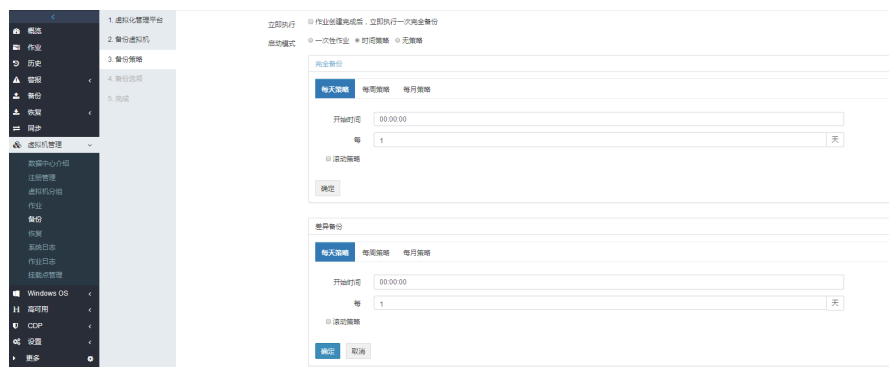 概览
作业
历史
警报
备份
恢复
同步
虚拟机管理
数据中心介绍
注册管理
虚拟机分组
作业
备份
恢复
系统日志
作业日志
挂载点管理
Windows OS
高可用
CDP
设置
更多
1. 虚拟化管理平台
2. 备份虚拟机
3. 备份策略
4. 备份选项
5. 完成
立即执行 作业创建完成后，立即执行一次完全备份
启动模式 一次性作业 时间策略 无策略
完全备份
每天策略 每周策略 每月策略
开始时间 00:00:00
每 1 天
滚动策略
确定
差异备份
每天策略 每周策略 每月策略
开始时间 00:00:00
每 1 天
滚动策略
确定 取消